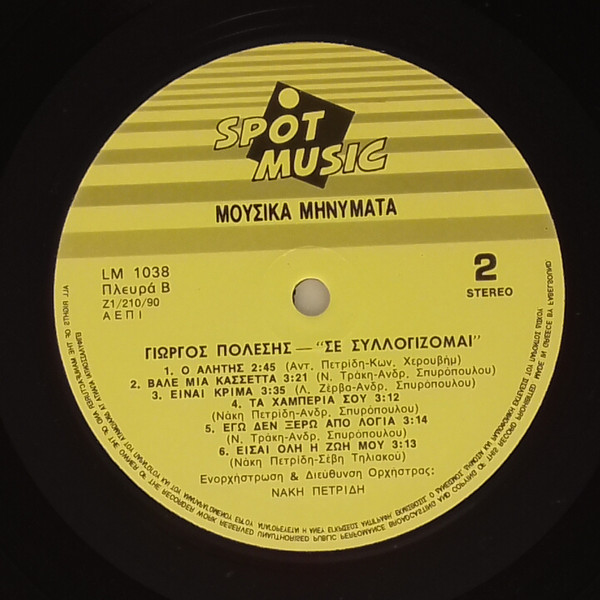 SPOT
MUSIC
ΜΟΥΣΙΚΑ ΜΗΝΥΜΑΤΑ
LM 1038
Πλευρά Β
Ζ1/210/90
ΑΕΠΙ
2
STEREO
ΓΙΩΡΓΟΣ ΠΟΛΕΣΗΣ — "ΣΕ ΣΥΛΛΟΓΙΖΟΜΑΙ"
1. Ο ΑΛΗΤΗΣ 2:45 (Αντ. Πετρίδη-Κων. Χερουβήμ)
2. ΒΑΛΕ ΜΙΑ ΚΑΣΣΕΤΤΑ 3:21 (Ν. Τράκη-Ανδρ. Σπυρόπουλου)
3. ΕΙΝΑΙ ΚΡΙΜΑ 3:35 (Λ. Ζέρβα-Ανδρ. Σπυρόπουλου)
4. ΤΑ ΧΑΜΠΕΡΙΑ ΣΟΥ 3:12
(Νάκη Πετρίδη-Ανδρ. Σπυρόπουλου)
5. ΕΓΩ ΔΕΝ ΞΕΡΩ ΑΠΟ ΛΟΓΙΑ 3:14
(Ν. Τράκη-Ανδρ. Σπυρόπουλου)
6. ΕΙΣΑΙ ΟΛΗ Η ΖΩΗ ΜΟΥ 3:13
(Νάκη Πετρίδη-Σέβη Τηλιακού)
Ενορχήστρωση & Διεύθυνση Ορχήστρας:
ΝΑΚΗ ΠΕΤΡΙΔΗ